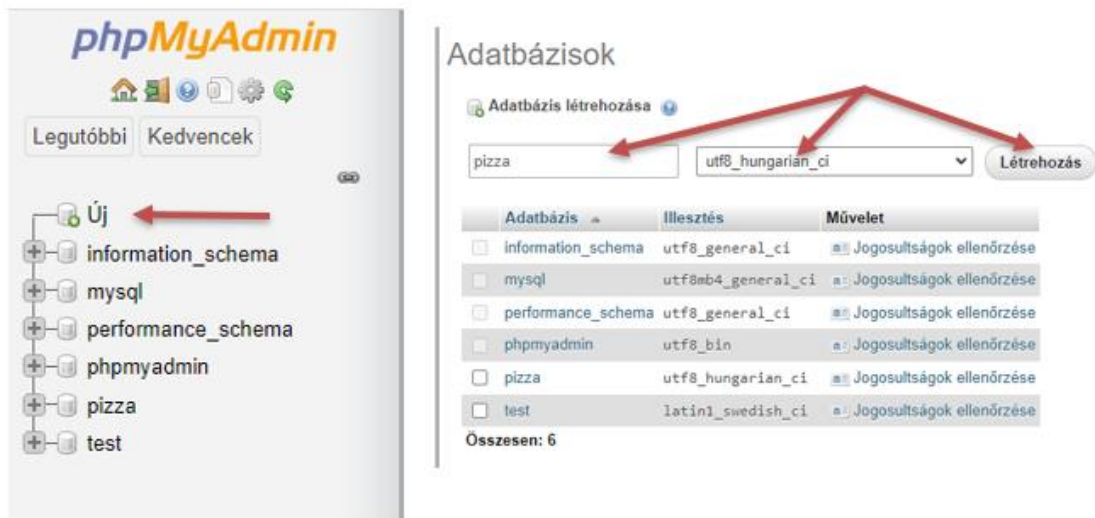 phpMyAdmin
Legutóbbi Kedvencek
Új
information_schema
mysql
performance_schema
phpmyadmin
pizza
test
Adatbázisok
Adatbázis létrehozása
pizza utf8_hungarian_ci Létrehozás
Adatbázis Illesztés Művelet
information_schema utf8_general_ci Jogosultságok ellenőrzése
mysql utf8mb4_general_ci Jogosultságok ellenőrzése
performance_schema utf8_general_ci Jogosultságok ellenőrzése
phpmyadmin utf8_bin Jogosultságok ellenőrzése
pizza utf8_hungarian_ci Jogosultságok ellenőrzése
test latin1_swedish_ci Jogosultságok ellenőrzése
Összesen: 6